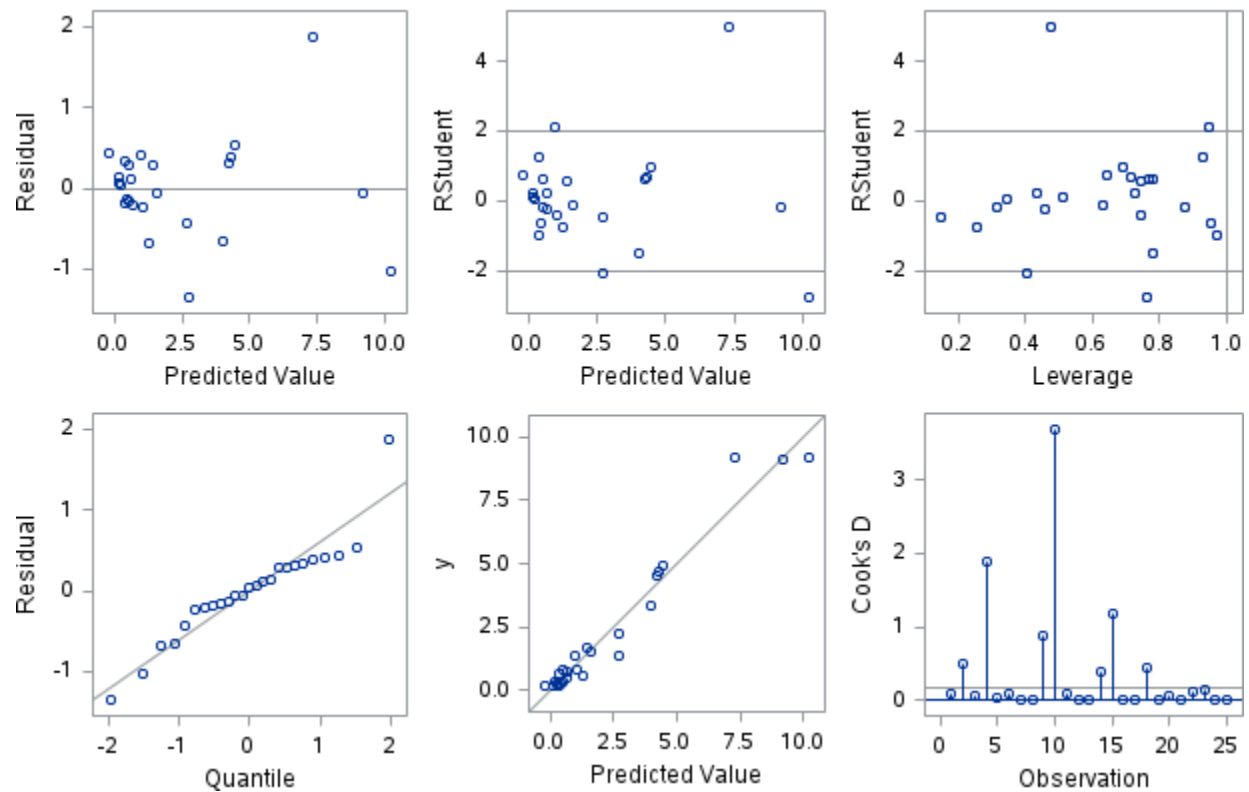 2
1
0
-1
Residual
0.0 2.5 5.0 7.5 10.0
Predicted Value
4
2
0
-2
RStudent
0.0 2.5 5.0 7.5 10.0
Predicted Value
4
2
0
-2
RStudent
0.2 0.4 0.6 0.8 1.0
Leverage
2
1
0
-1
Residual
-2 -1 0 1 2
Quantile
10.0
7.5
5.0
2.5
0.0
y
0.0 2.5 5.0 7.5 10.0
Predicted Value
3
2
1
0
Cook's D
0 5 10 15 20 25
Observation